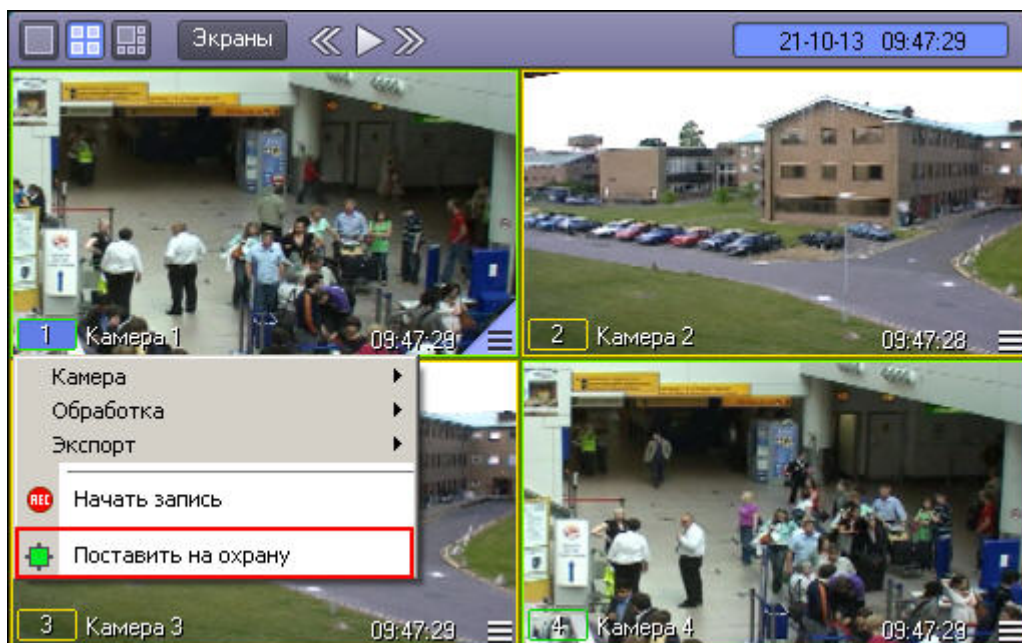 Экраны
21-10-13 09:47:29
1 Камера 1 09:47:29
2 Камера 2 09:47:28
Камера
Обработка
Экспорт
Начать запись
Поставить на охрану
3 Камера 3 09:47:29
4 Камера 4 09:47:29